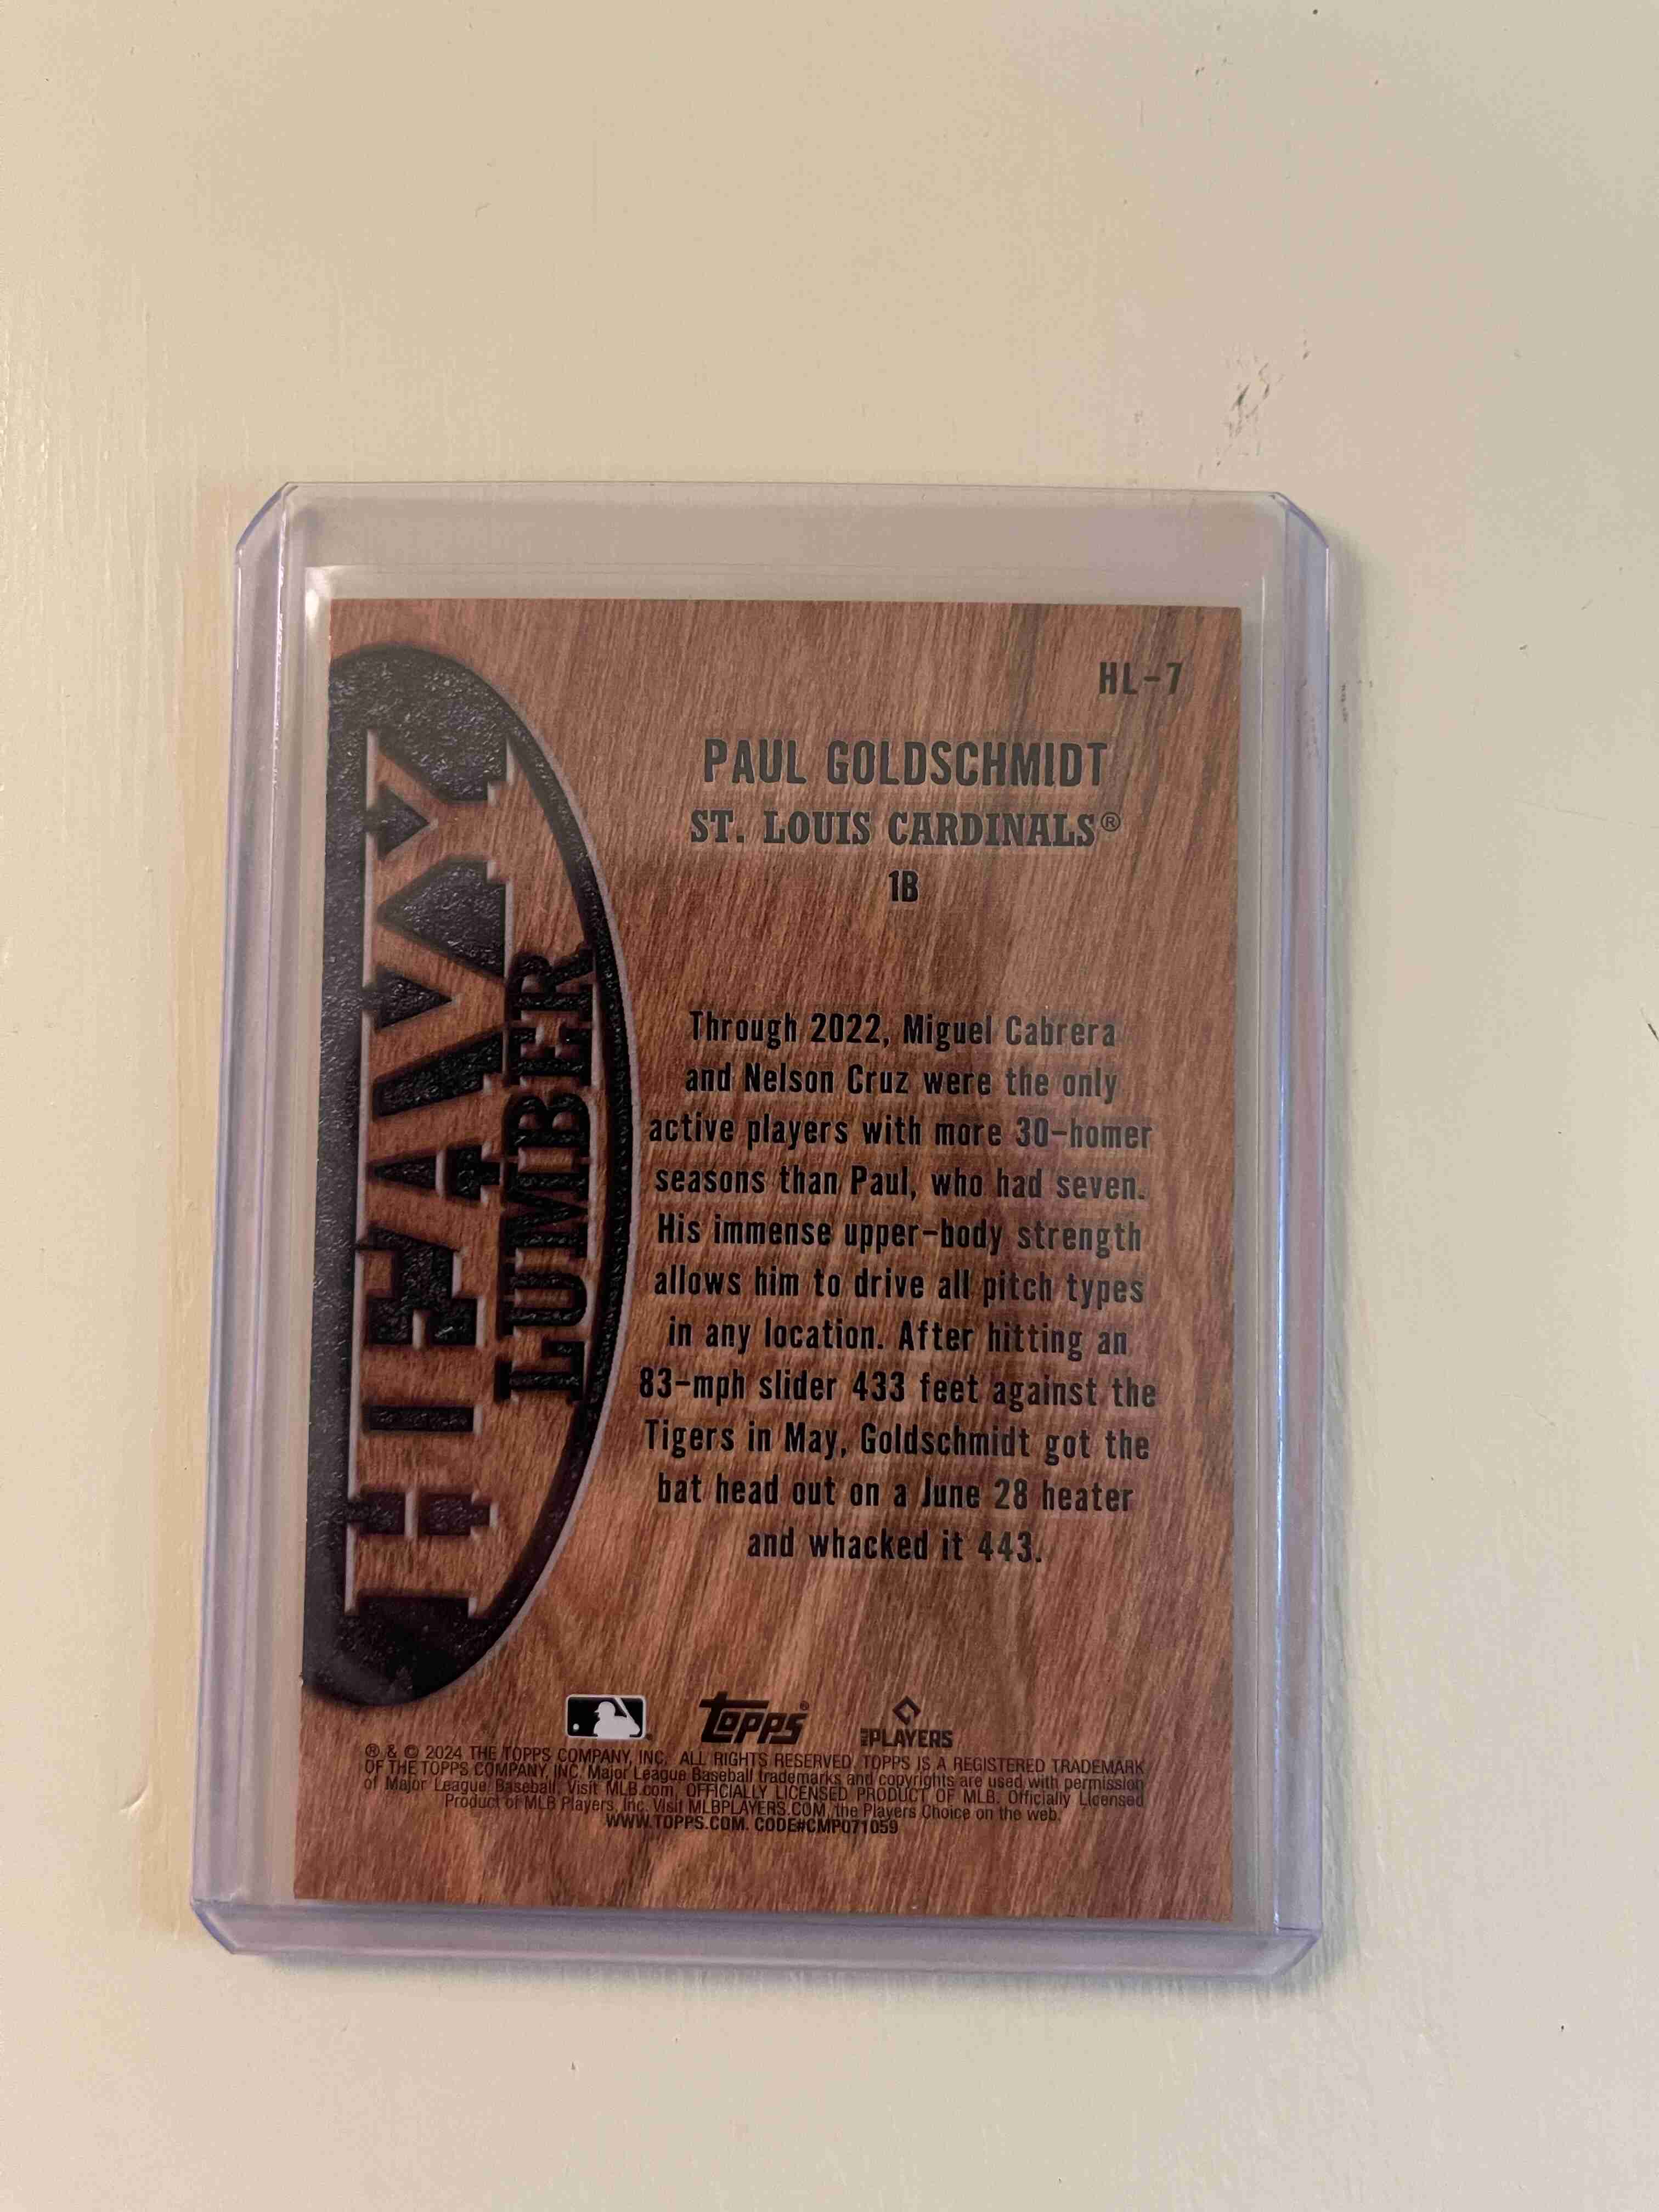 HL-7
PAUL GOLDSCHMIDT
ST. LOUIS CARDINALS®
1B
HEAVY
LUMBER
Through 2022, Miguel Cabrera
and Nelson Cruz were the only
active players with more 30-homer
seasons than Paul, who had seven.
His immense upper-body strength
allows him to drive all pitch types
in any location. After hitting an
83-mph slider 433 feet against the
Tigers in May, Goldschmidt got the
bat head out on a June 28 heater
and whacked it 443.
Topps®
MLB PLAYERS
® & © 2024 THE TOPPS COMPANY, INC. ALL RIGHTS RESERVED. TOPPS IS A REGISTERED TRADEMARK
OF THE TOPPS COMPANY, INC. Major League Baseball trademarks and copyrights are used with permission
of Major League Baseball. Visit MLB.com. OFFICIALLY LICENSED PRODUCT OF MLB. Officially Licensed
Product of MLB Players, Inc. Visit MLBPLAYERS.COM, the Players Choice on the web.
WWW.TOPPS.COM. CODE#CMP071059